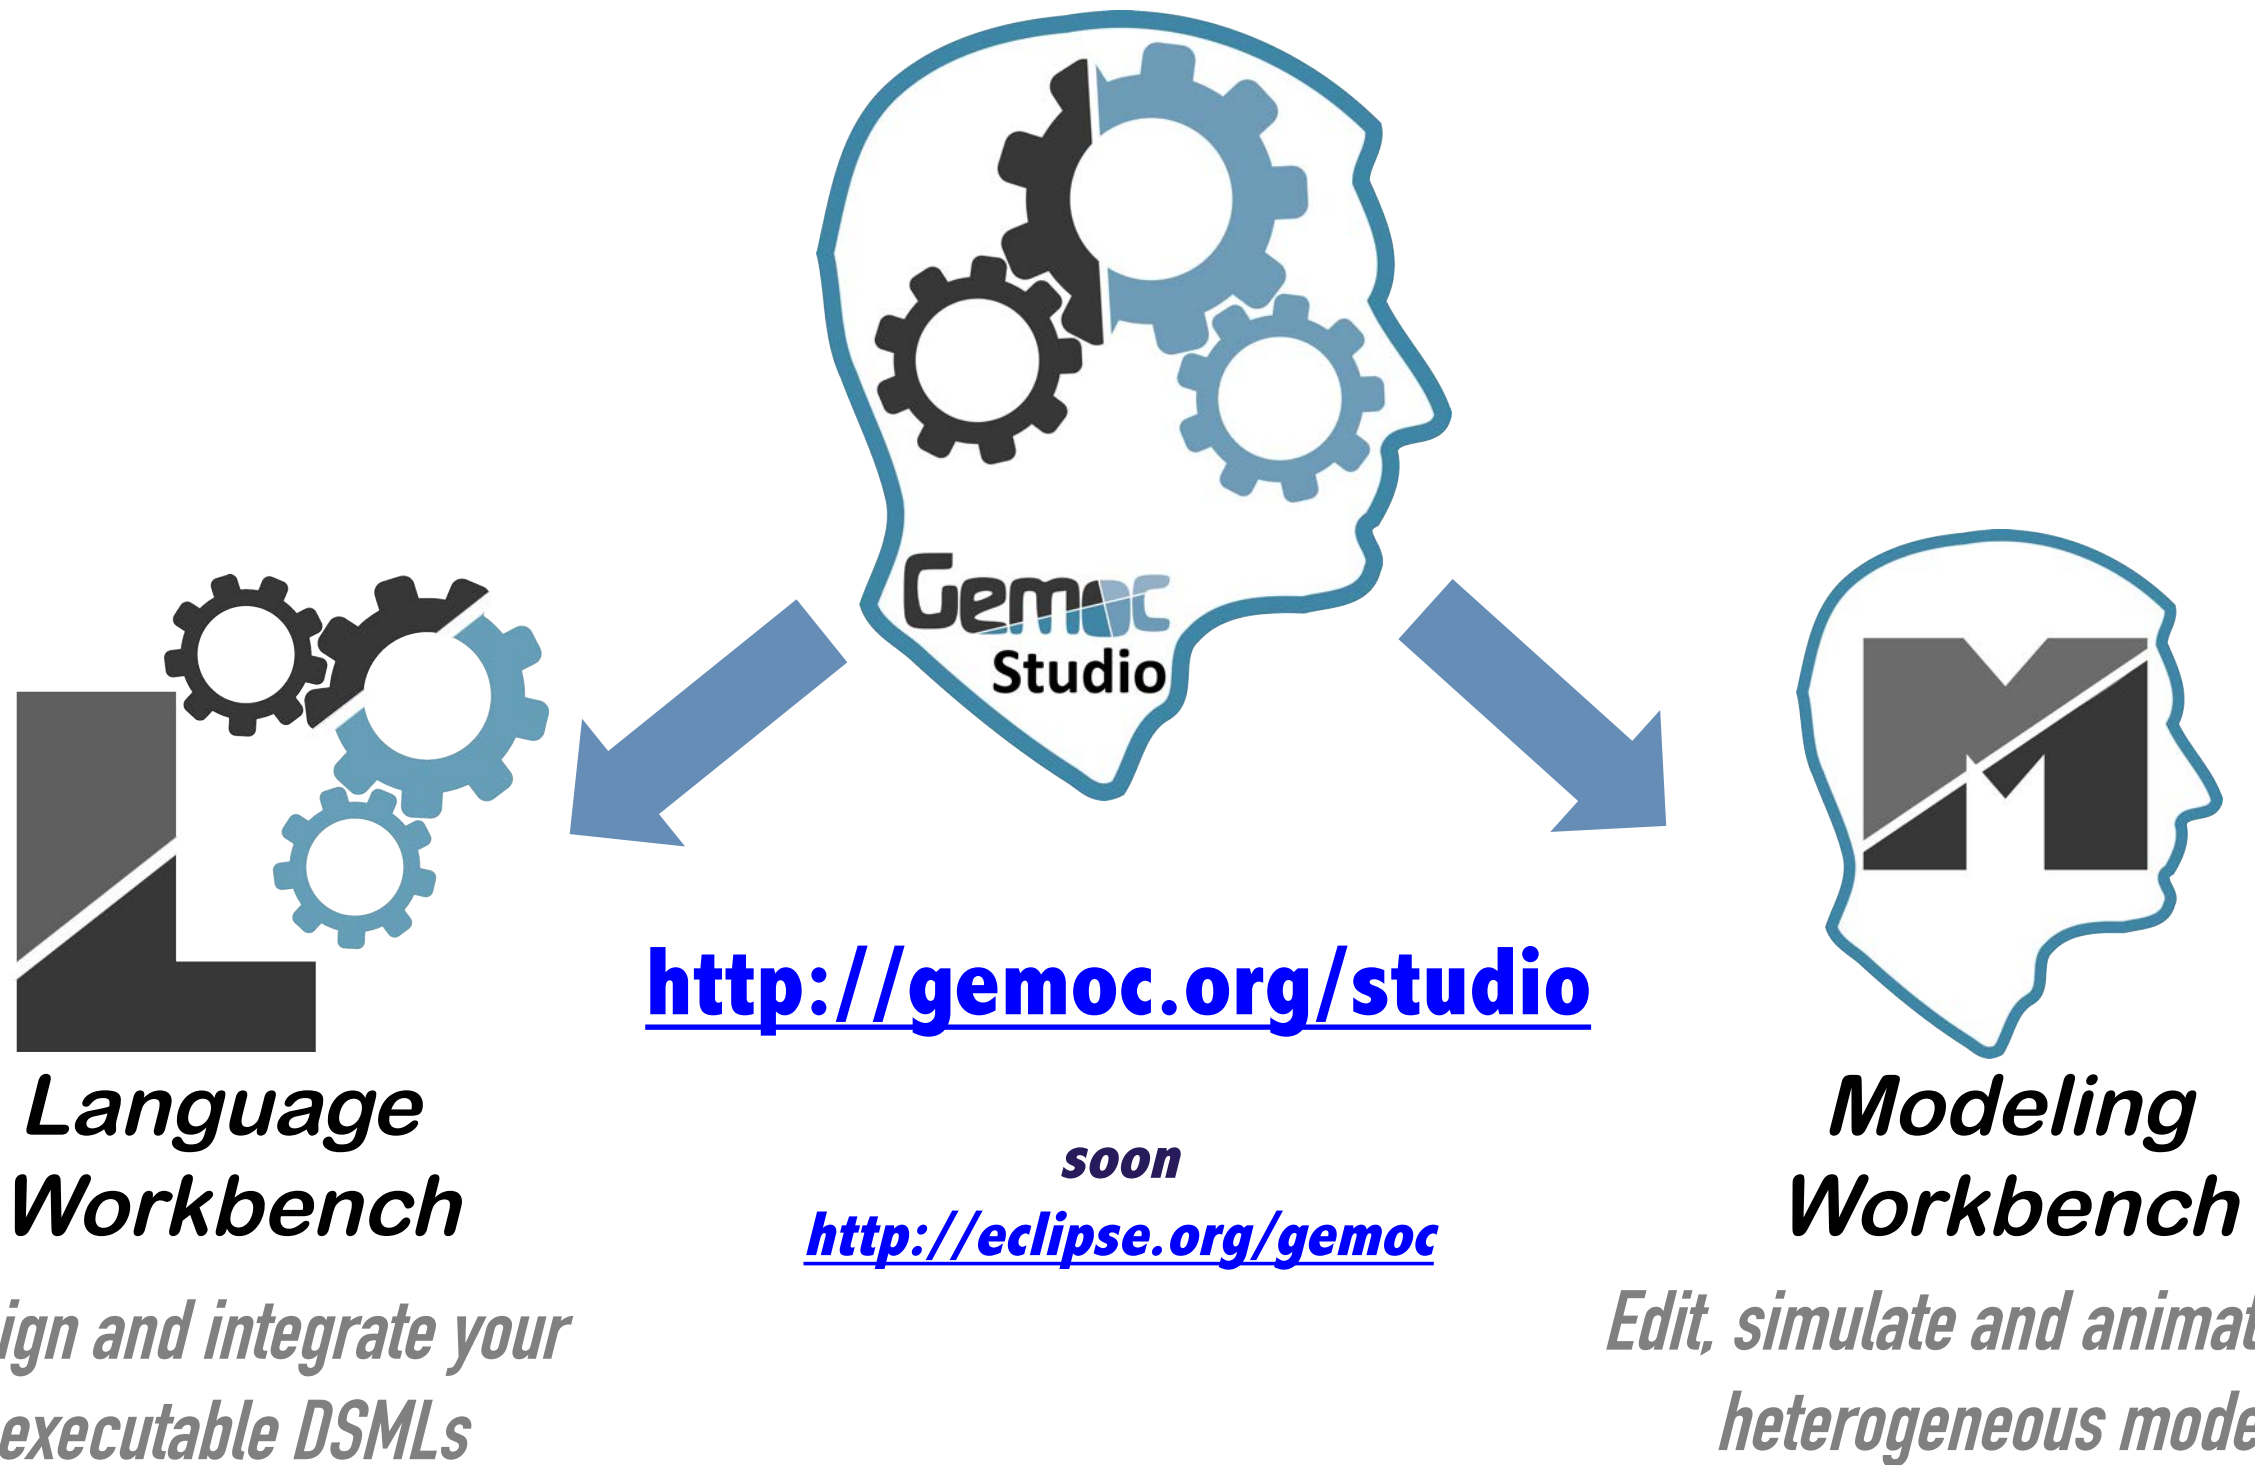 Gemoc
Studio
http://gemoc.org/studio
Language
Workbench
ign and integrate your
executable DSMLs
soon
http://eclipse.org/gemoc
Modeling
Workbench
Edit, simulate and animat
heterogeneous mode